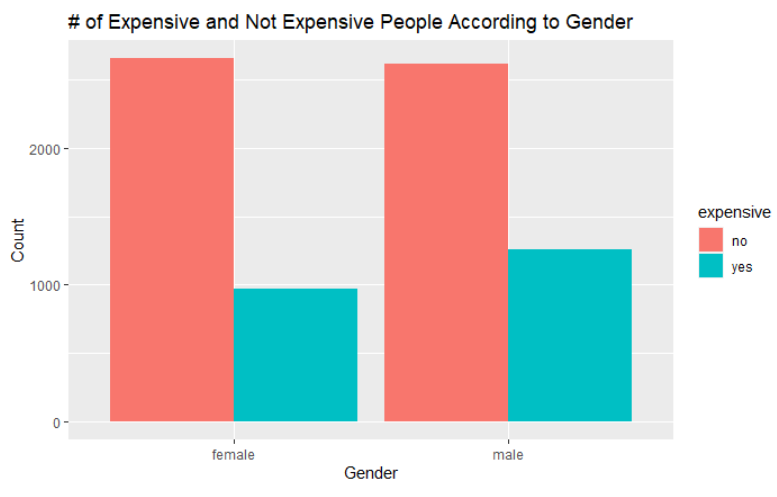 # of Expensive and Not Expensive People According to Gender
2000
1000
0
Count
female
male
Gender
expensive
no
yes